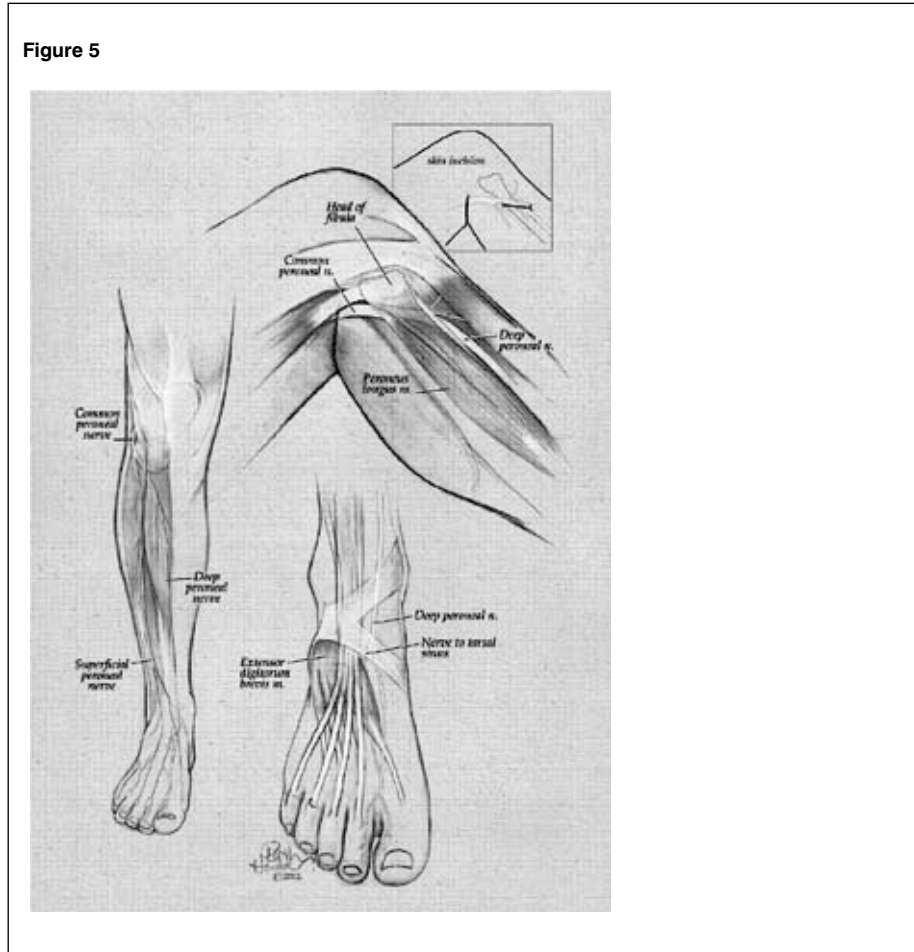 Figure 5
skin incision
Head of
fibula
Common
peroneal n.
Deep
peroneal n.
Peroneus
longus m.
Common
peroneal
nerve
Deep
peroneal
nerve
Superficial
peroneal
nerve
Deep peroneal n.
Nerve to tarsal
sinus
Extensor
digitorum
brevis m.